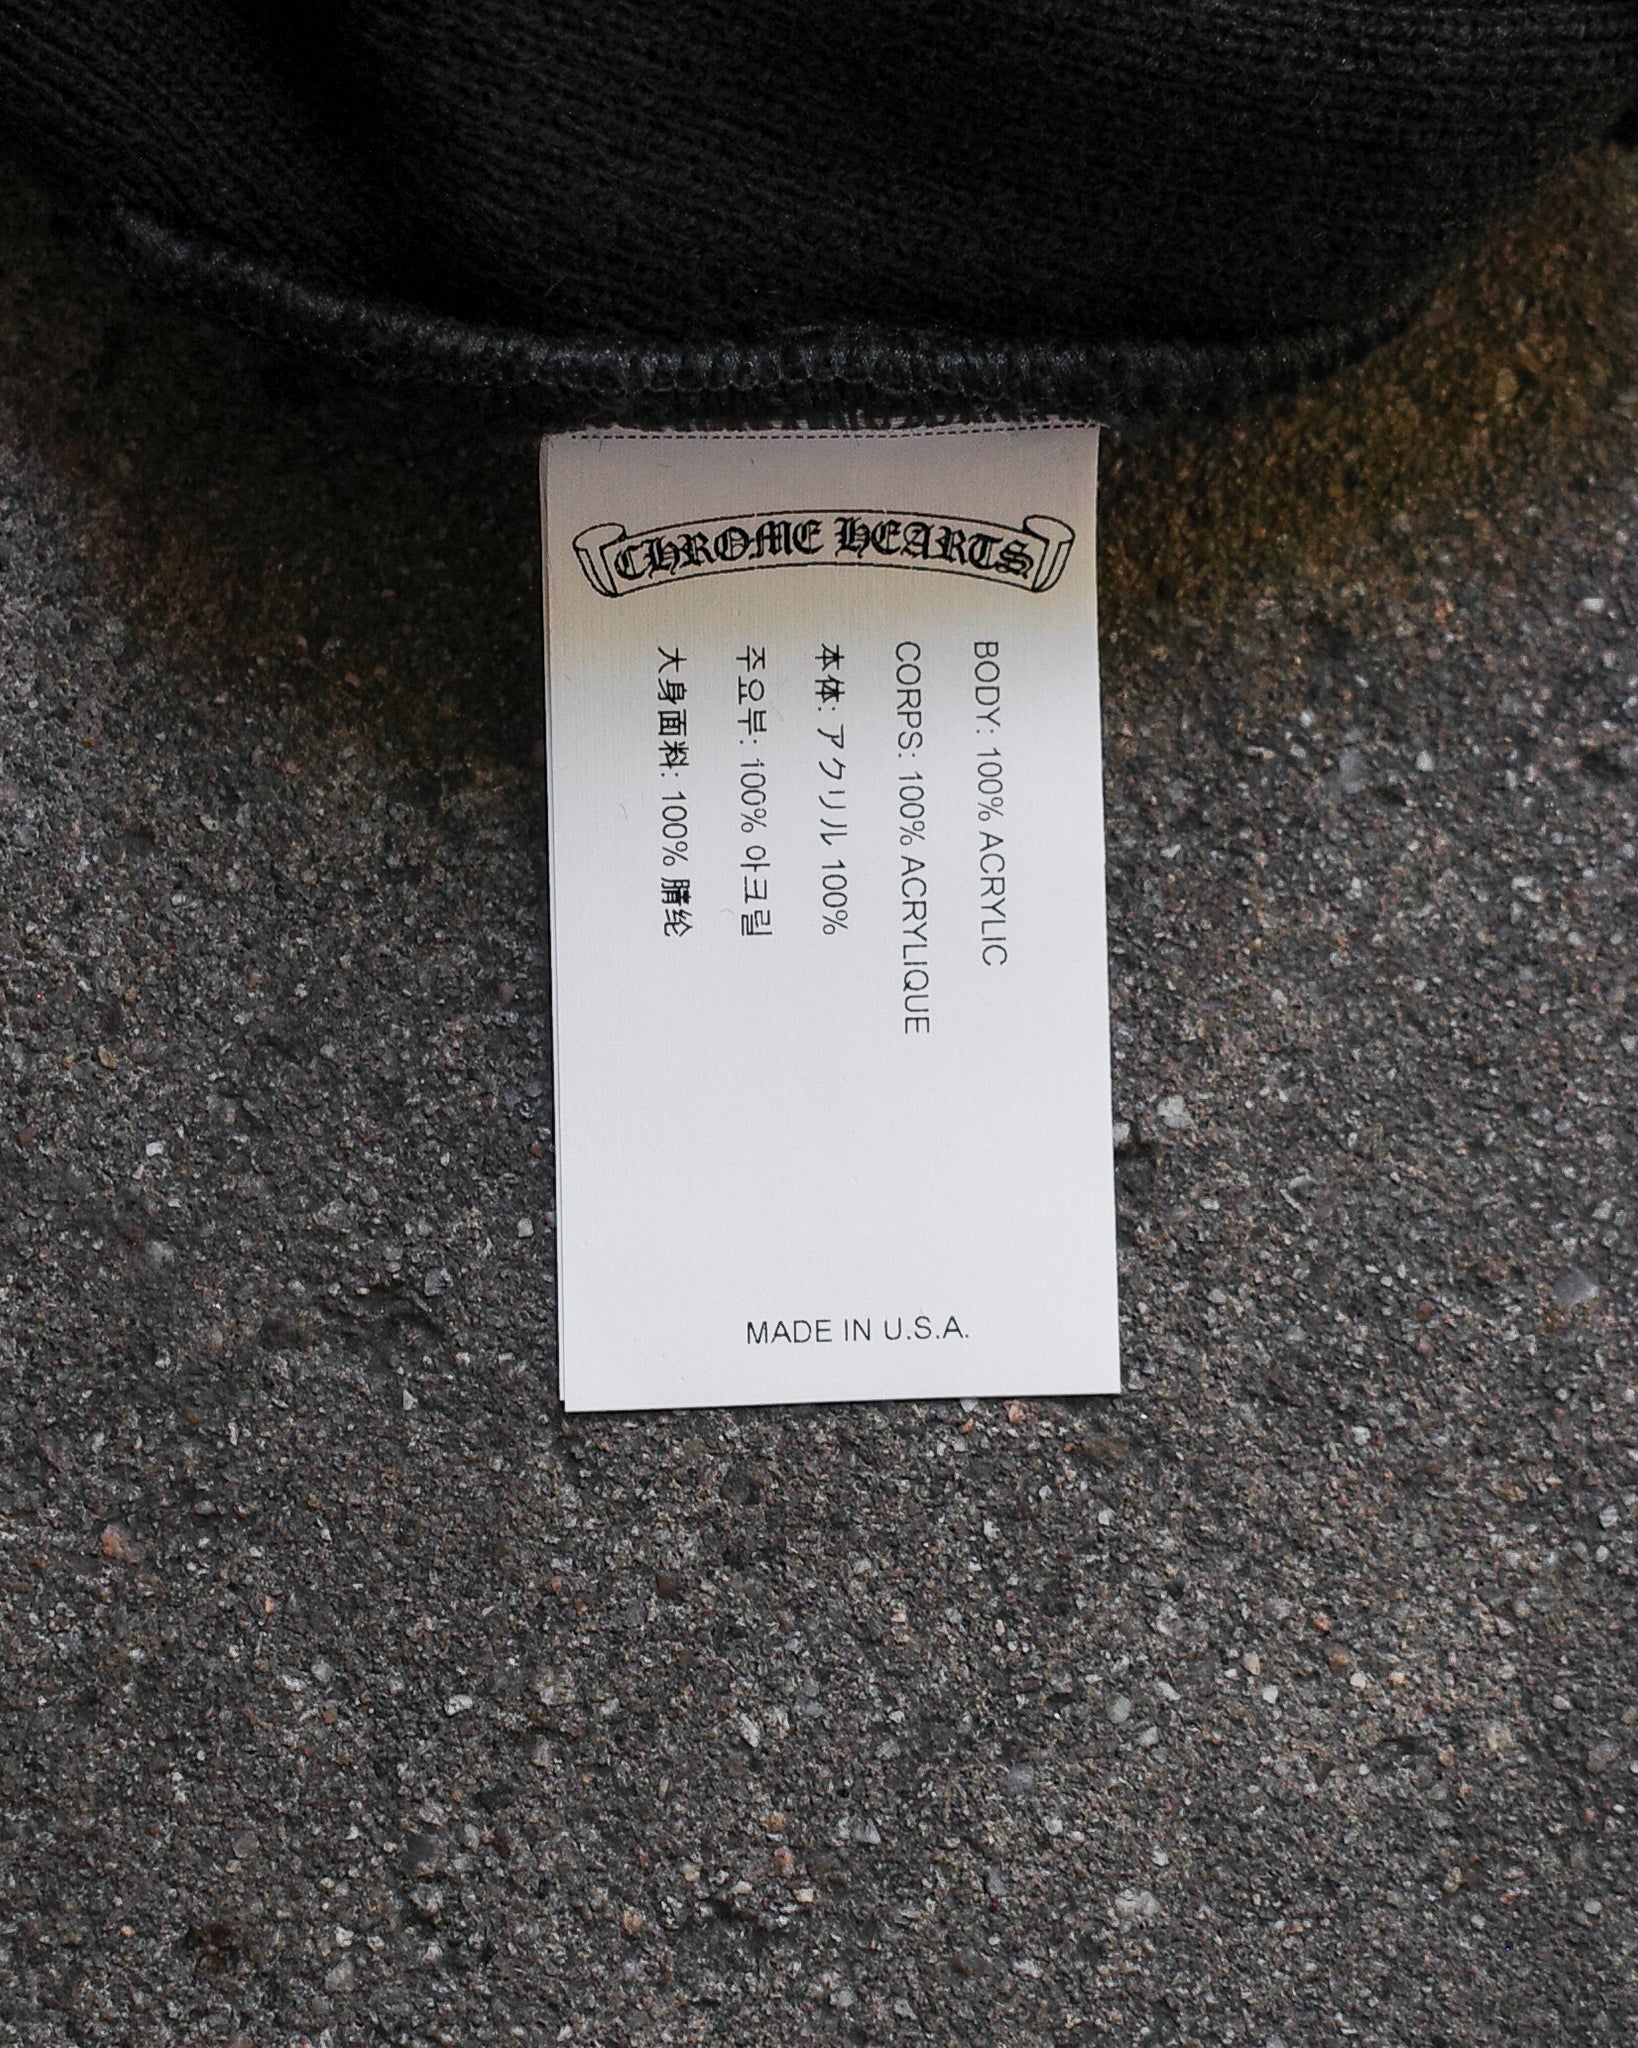 CHROME HEARTS
BODY: 100% ACRYLIC
CORPS: 100% ACRYLIQUE
本体: アクリル 100%
주요부: 100% 아크릴
大身面料: 100% 腈纶
MADE IN U.S.A.